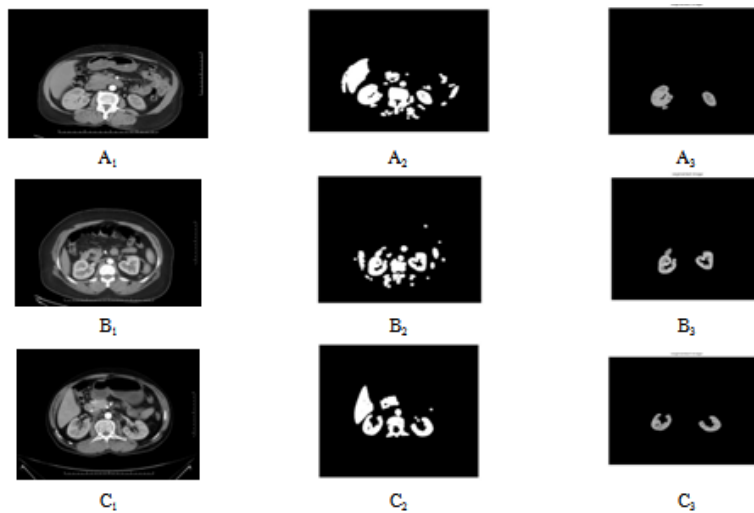 A₁ A₂ A₃
B₁ B₂ B₃
C₁ C₂ C₃